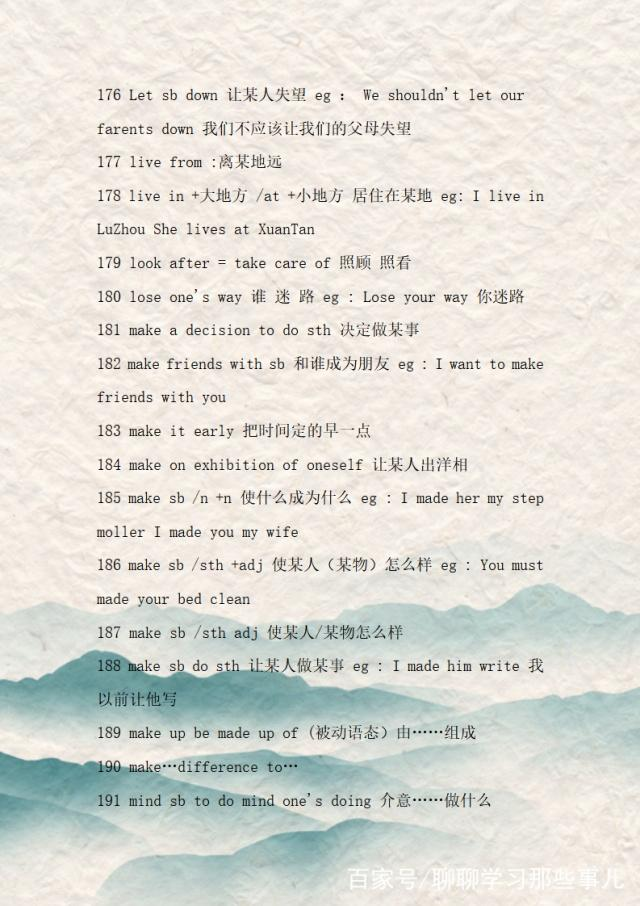 176 Let sb down 让某人失望 eg ： We shouldn't let our
farents down 我们不应该让我们的父母失望
177 live from :离某地远
178 live in +大地方 /at +小地方 居住在某地 eg: I live in
LuZhou She lives at XuanTan
179 look after = take care of 照顾 照看
180 lose one's way 谁 迷 路 eg : Lose your way 你迷路
181 make a decision to do sth 决定做某事
182 make friends with sb 和谁成为朋友 eg : I want to make
friends with you
183 make it early 把时间定的早一点
184 make on exhibition of oneself 让某人出洋相
185 make sb /n +n 使什么成为什么 eg : I made her my step
moller I made you my wife
186 make sb /sth +adj 使某人（某物）怎么样 eg : You must
made your bed clean
187 make sb /sth adj 使某人/某物怎么样
188 make sb do sth 让某人做某事 eg : I made him write 我
以前让他写
189 make up be made up of (被动语态）由……组成
190 make…difference to…
191 mind sb to do mind one's doing 介意……做什么
百家号/聊聊学习那些事儿